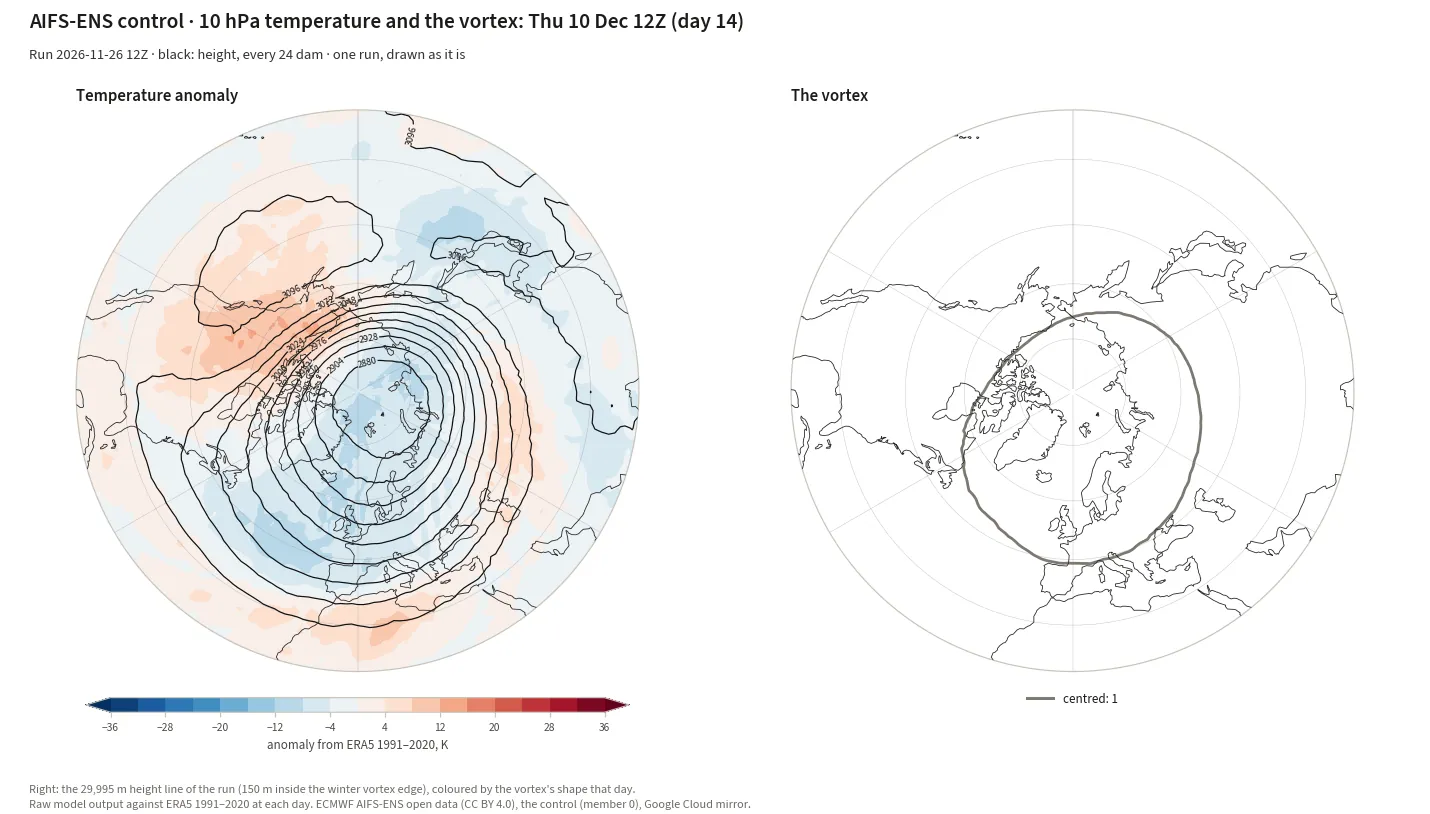 AIFS-ENS control · 10 hPa temperature and the vortex: Thu 10 Dec 12Z (day 14)
Run 2026-11-26 12Z · black: height, every 24 dam · one run, drawn as it is
Temperature anomaly
The vortex
3096
3096
3096
3072
3048
3024
2976
2928
2904
2880
centred: 1
−36 −28 −20 −12 −4 4 12 20 28 36
anomaly from ERA5 1991–2020, K
Right: the 29,995 m height line of the run (150 m inside the winter vortex edge), coloured by the vortex's shape that day.
Raw model output against ERA5 1991–2020 at each day. ECMWF AIFS-ENS open data (CC BY 4.0), the control (member 0), Google Cloud mirror.